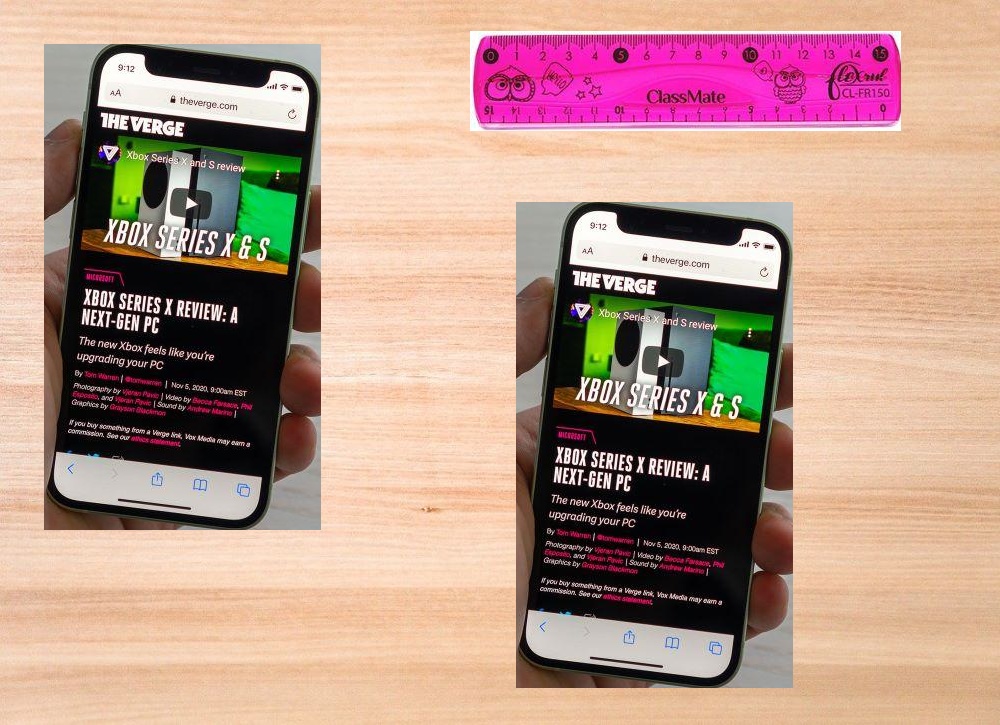 9:12
AA theverge.com
THE VERGE
Xbox Series X and S review
XBOX SERIES X & S
MICROSOFT
XBOX SERIES X REVIEW: A
NEXT-GEN PC
The new Xbox feels like you're
upgrading your PC
By Tom Warren | @tomwarren | Nov 5, 2020, 9:00am EST
Photography by Vjeran Pavic | Video by Becca Farsace, Phil
Esposito, and Vjeran Pavic | Sound by Andrew Marino |
Graphics by Grayson Blackmon
If you buy something from a Verge link, Vox Media may earn a
commission. See our ethics statement.
0 1 2 3 4 5 6 7 8 9 10 11 12 13 14 15
flexrule
ClassMate
CL-FR150
15 10 5 4 3 2 1 0
9:12
AA theverge.com
THE VERGE
Xbox Series X and S review
XBOX SERIES X & S
MICROSOFT
XBOX SERIES X REVIEW: A
NEXT-GEN PC
The new Xbox feels like you're
upgrading your PC
By Tom Warren | @tomwarren | Nov 5, 2020, 9:00am EST
Photography by Vjeran Pavic | Video by Becca Farsace, Phil
Esposito, and Vjeran Pavic | Sound by Andrew Marino |
Graphics by Grayson Blackmon
If you buy something from a Verge link, Vox Media may earn a
commission. See our ethics statement.